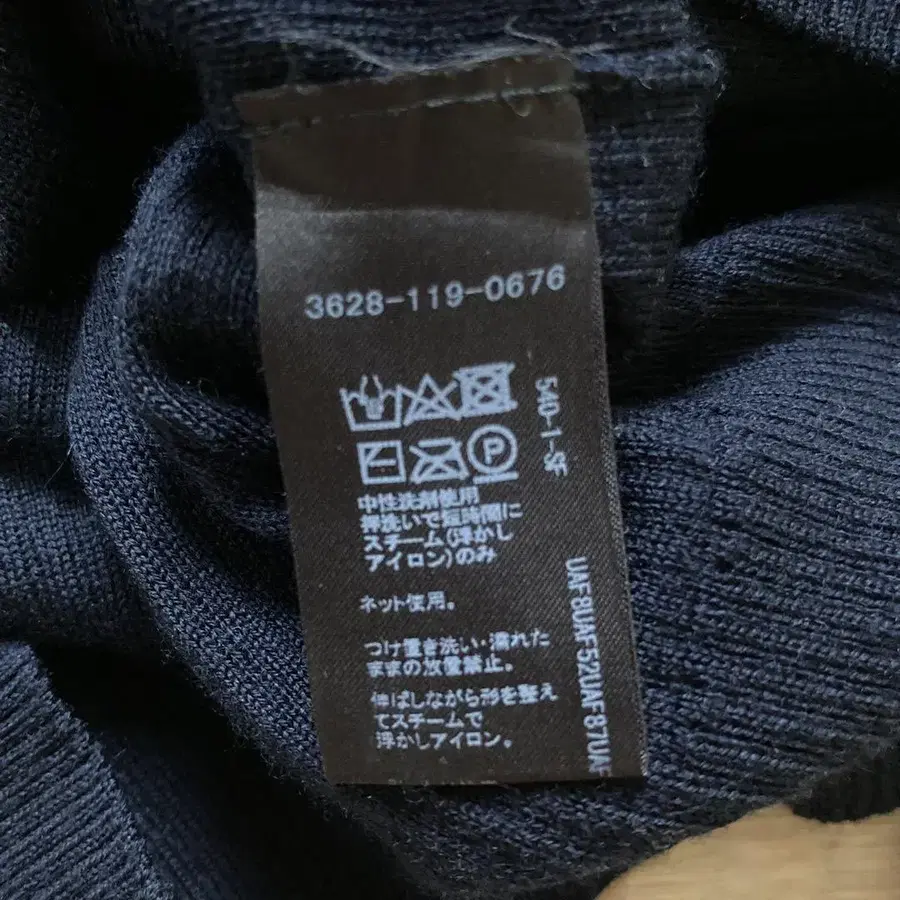 3628-119-0676
540-1-SF
P
中性洗剤使用
押洗いで短時間に
スチーム(浮かし
アイロン)のみ
ネット使用。
つけ置き洗い・濡れた
ままの放置禁止。
伸ばしながら形を整え
てスチームで
浮かしアイロン。
UAF8UAF52UAF87UAF